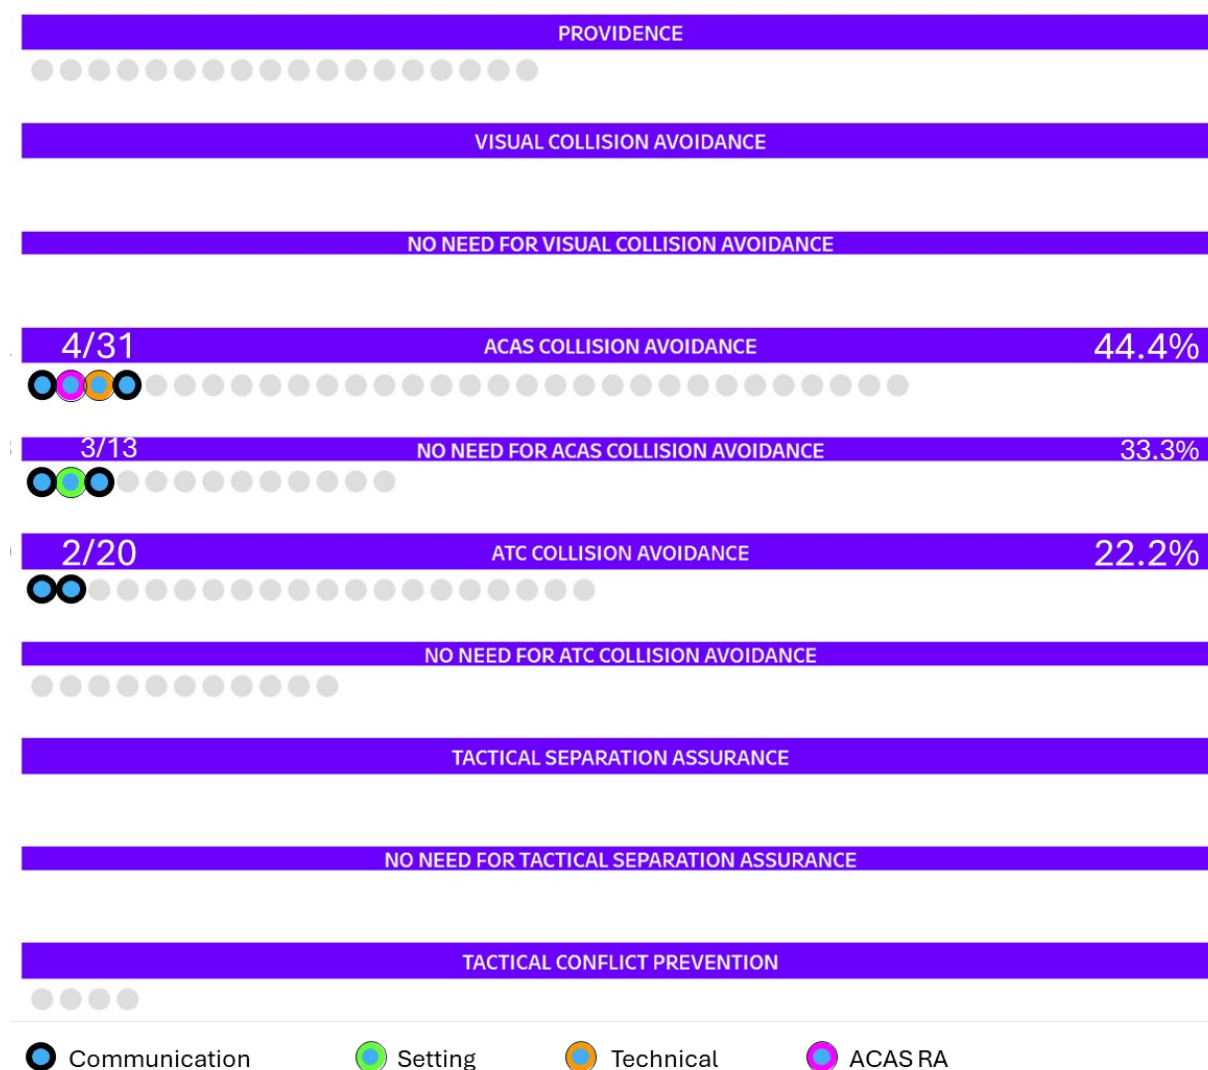 PROVIDENCE
VISUAL COLLISION AVOIDANCE
NO NEED FOR VISUAL COLLISION AVOIDANCE
4/31 ACAS COLLISION AVOIDANCE 44.4%
3/13 NO NEED FOR ACAS COLLISION AVOIDANCE 33.3%
2/20 ATC COLLISION AVOIDANCE 22.2%
NO NEED FOR ATC COLLISION AVOIDANCE
TACTICAL SEPARATION ASSURANCE
NO NEED FOR TACTICAL SEPARATION ASSURANCE
TACTICAL CONFLICT PREVENTION
Communication Setting Technical ACAS RA